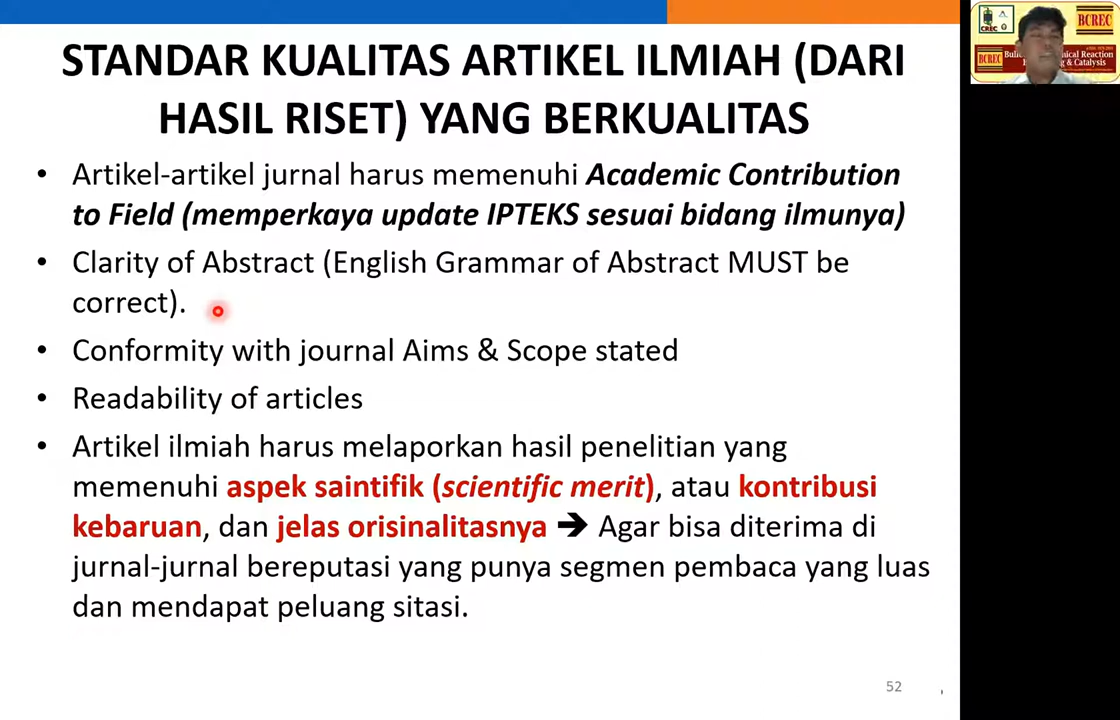 STANDAR KUALITAS ARTIKEL ILMIAH (DARI
HASIL RISET) YANG BERKUALITAS
• Artikel-artikel jurnal harus memenuhi Academic Contribution
to Field (memperkaya update IPTEKS sesuai bidang ilmunya)
• Clarity of Abstract (English Grammar of Abstract MUST be
correct).
• Conformity with journal Aims & Scope stated
• Readability of articles
• Artikel ilmiah harus melaporkan hasil penelitian yang
memenuhi aspek saintifik (scientific merit), atau kontribusi
kebaruan, dan jelas orisinalitasnya ➔ Agar bisa diterima di
jurnal-jurnal bereputasi yang punya segmen pembaca yang luas
dan mendapat peluang sitasi.
52
CREC
BCREC
BCREC